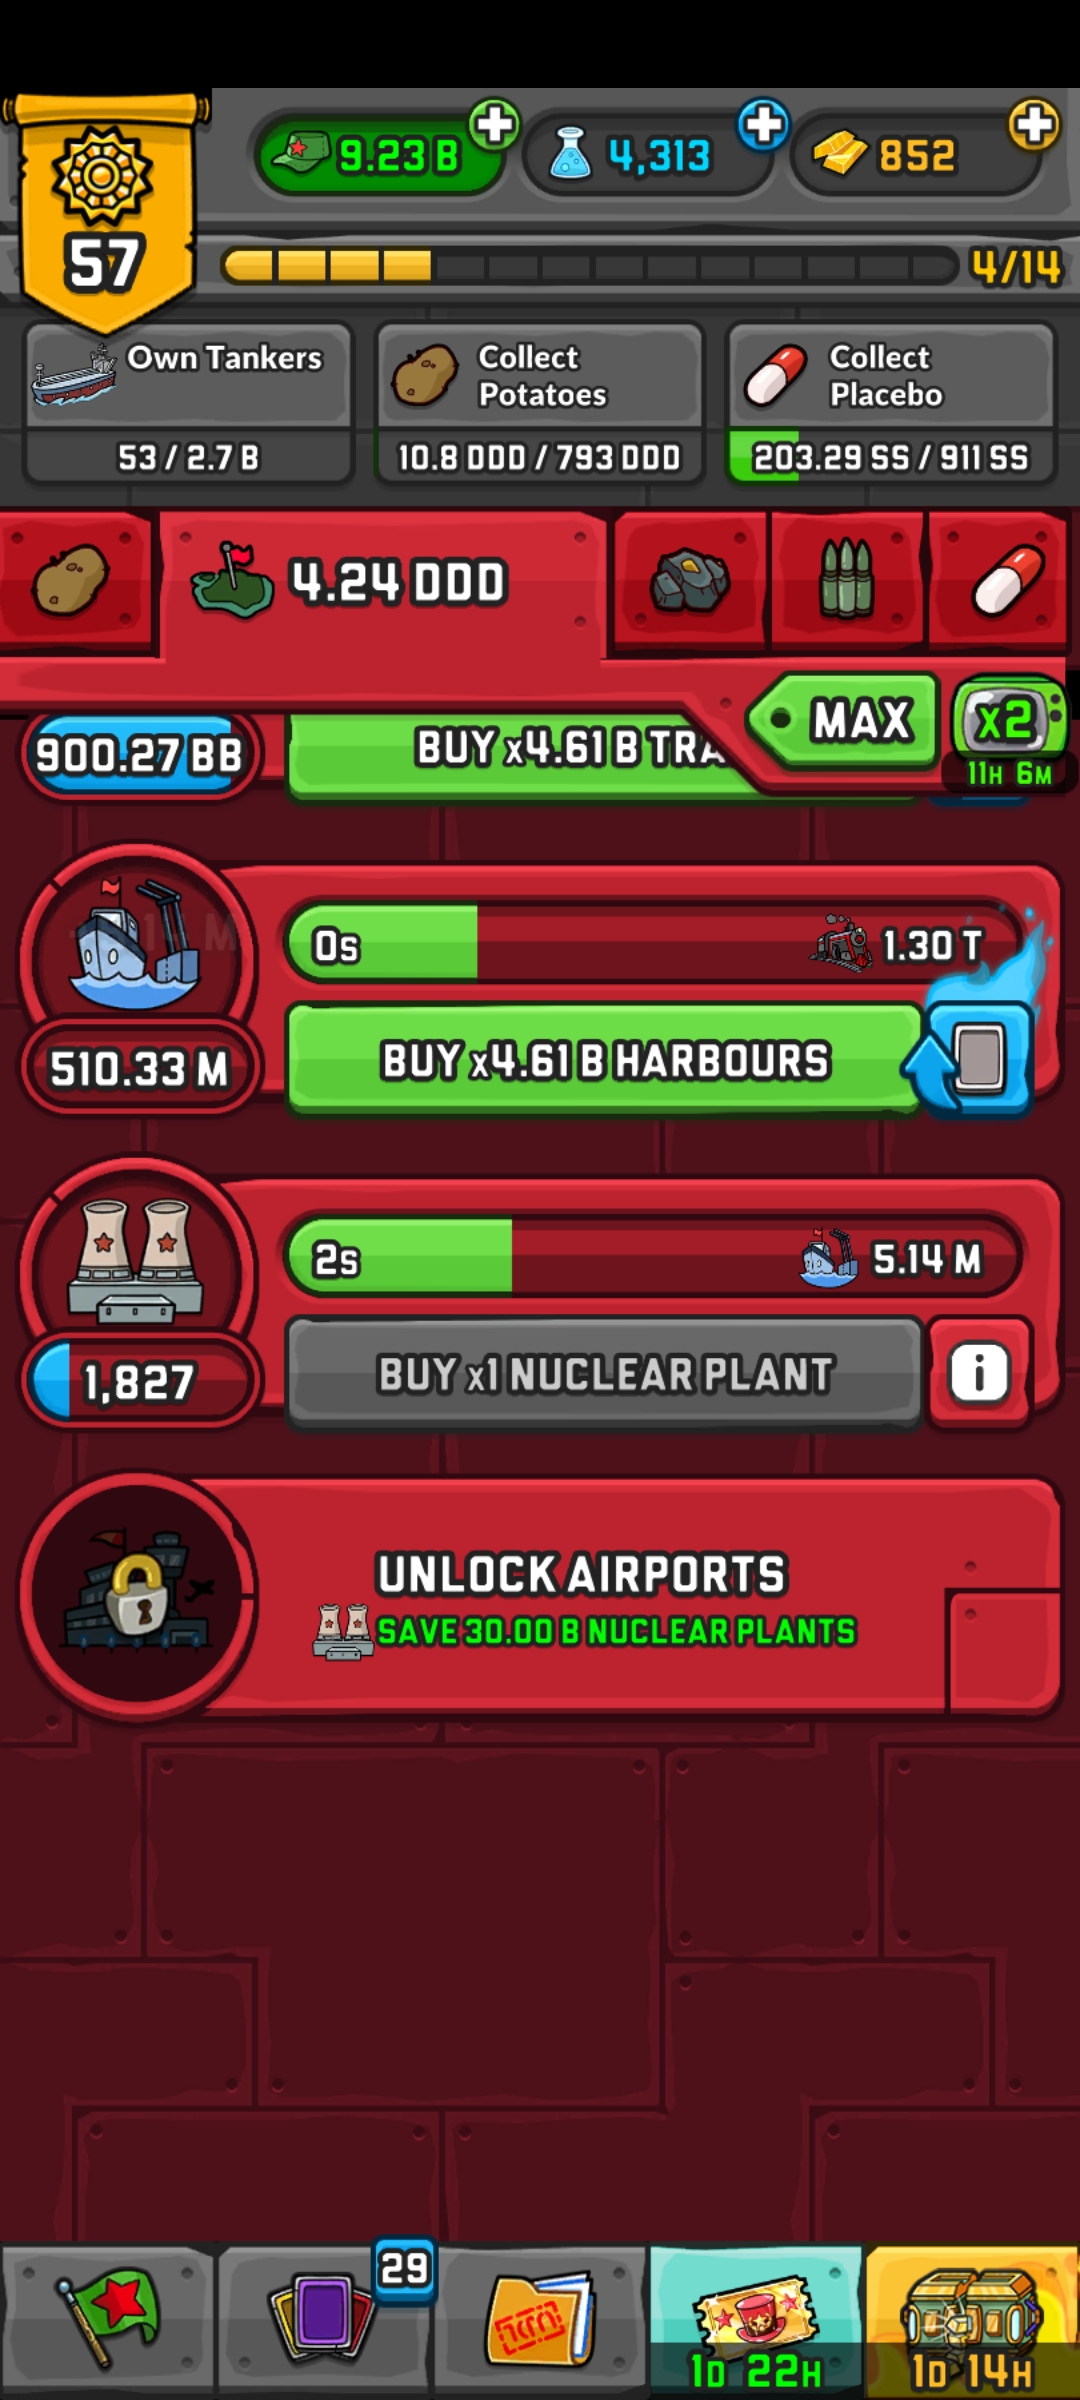 9.23 B
4,313
852
57
4/14
Own Tankers
53 / 2.7 B
Collect
Potatoes
10.8 DDD / 793 DDD
Collect
Placebo
203.29 SS / 911 SS
4.24 DDD
MAX
x2
11H 6M
900.27 BB
BUY x4.61 B TRA
0s
1.30 T
510.33 M
BUY x4.61 B HARBOURS
2s
5.14 M
1,827
BUY x1 NUCLEAR PLANT
i
UNLOCK AIRPORTS
SAVE 30.00 B NUCLEAR PLANTS
29
1D 22H
1D 14H